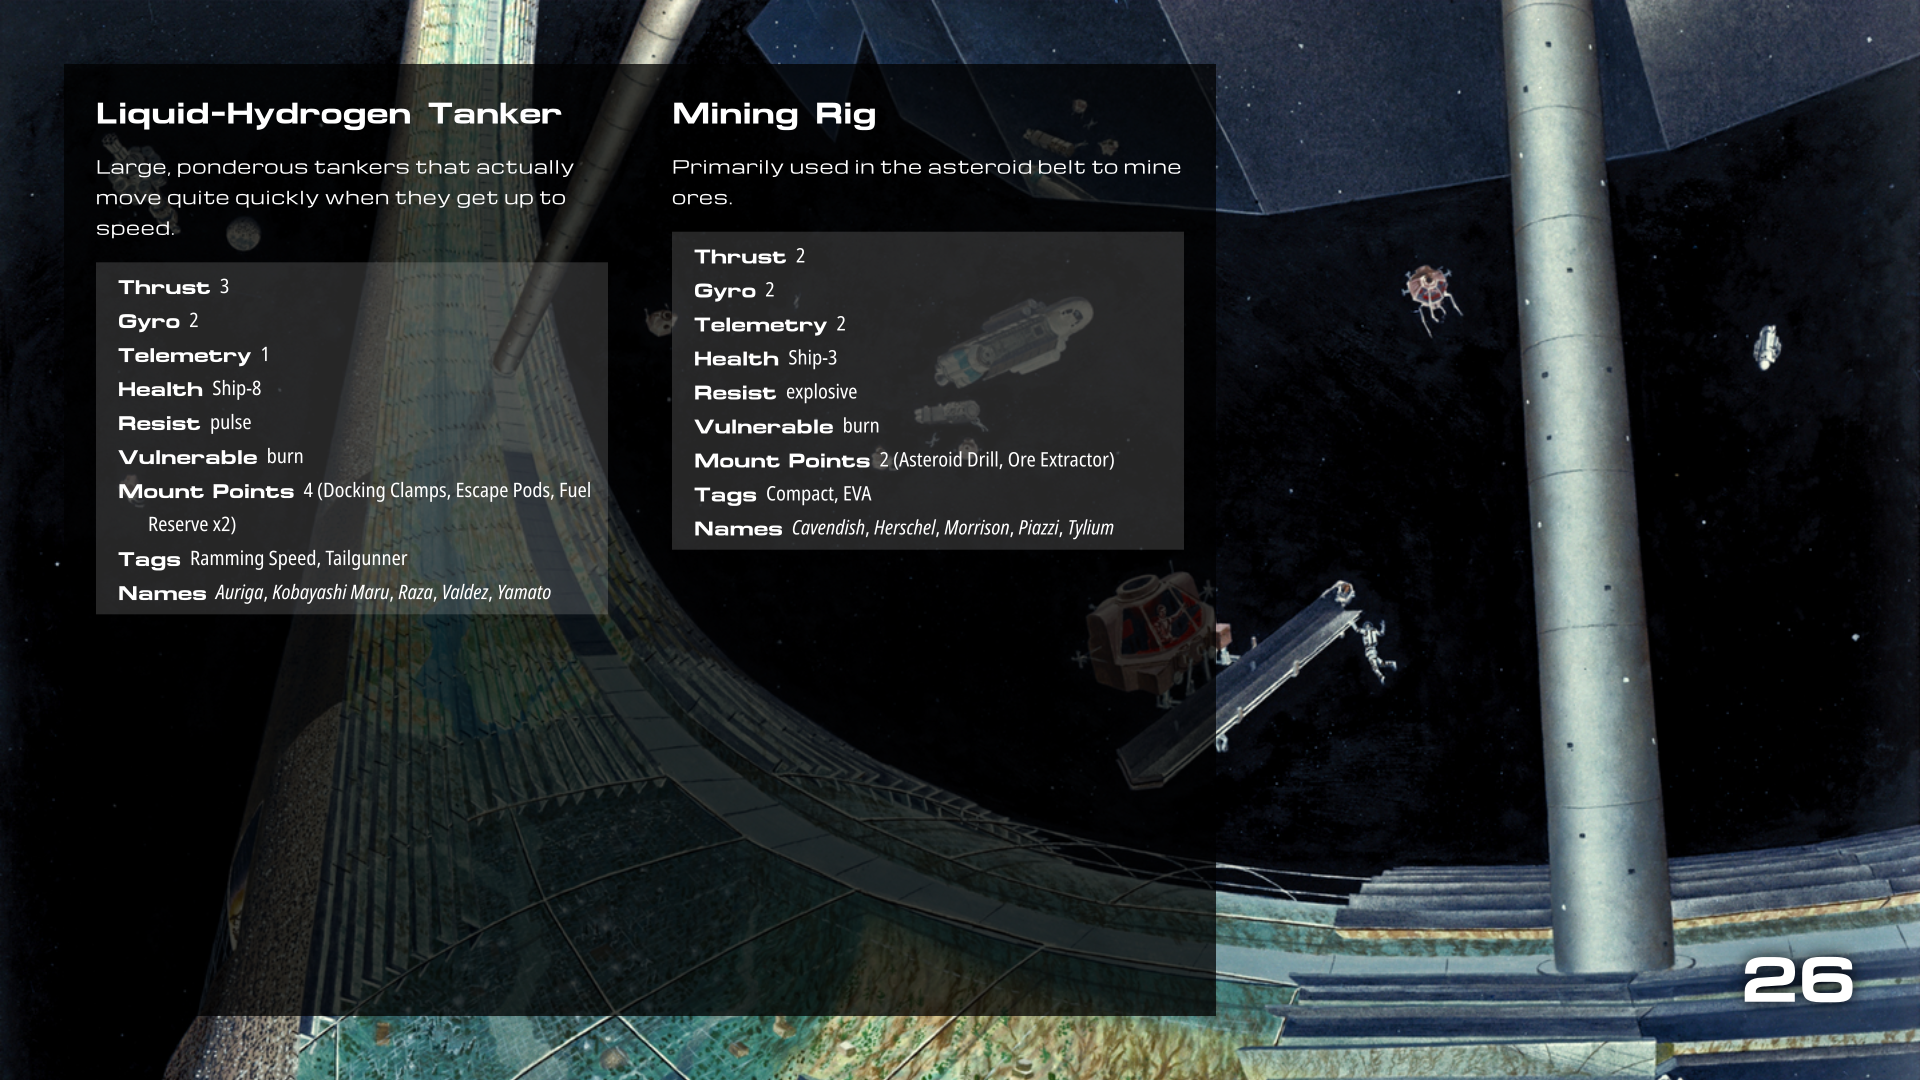 Liquid-Hydrogen Tanker
Large, ponderous tankers that actually
move quite quickly when they get up to
speed.
Thrust 3
Gyro 2
Telemetry 1
Health Ship-8
Resist pulse
Vulnerable burn
Mount Points 4 (Docking Clamps, Escape Pods, Fuel
Reserve x2)
Tags Ramming Speed, Tailgunner
Names Auriga, Kobayashi Maru, Raza, Valdez, Yamato
Mining Rig
Primarily used in the asteroid belt to mine
ores.
Thrust 2
Gyro 2
Telemetry 2
Health Ship-3
Resist explosive
Vulnerable burn
Mount Points 2 (Asteroid Drill, Ore Extractor)
Tags Compact, EVA
Names Cavendish, Herschel, Morrison, Piazzi, Tylium
26